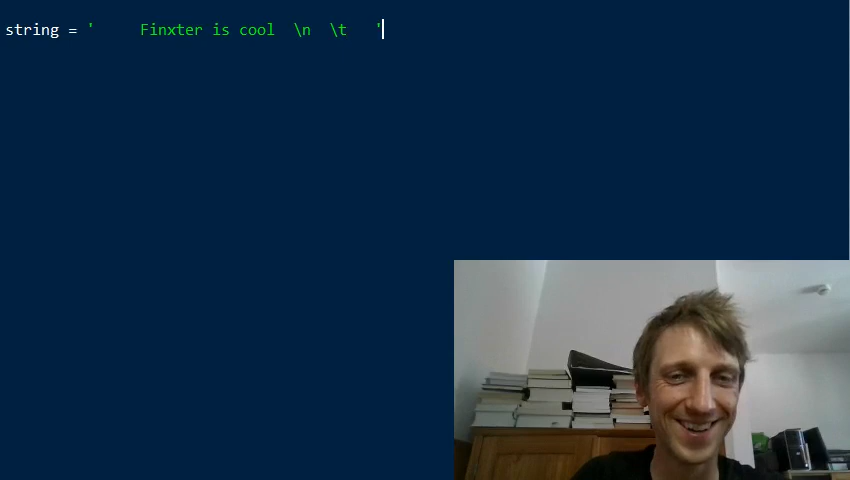 string = '     Finxter is cool  \n  \t   '